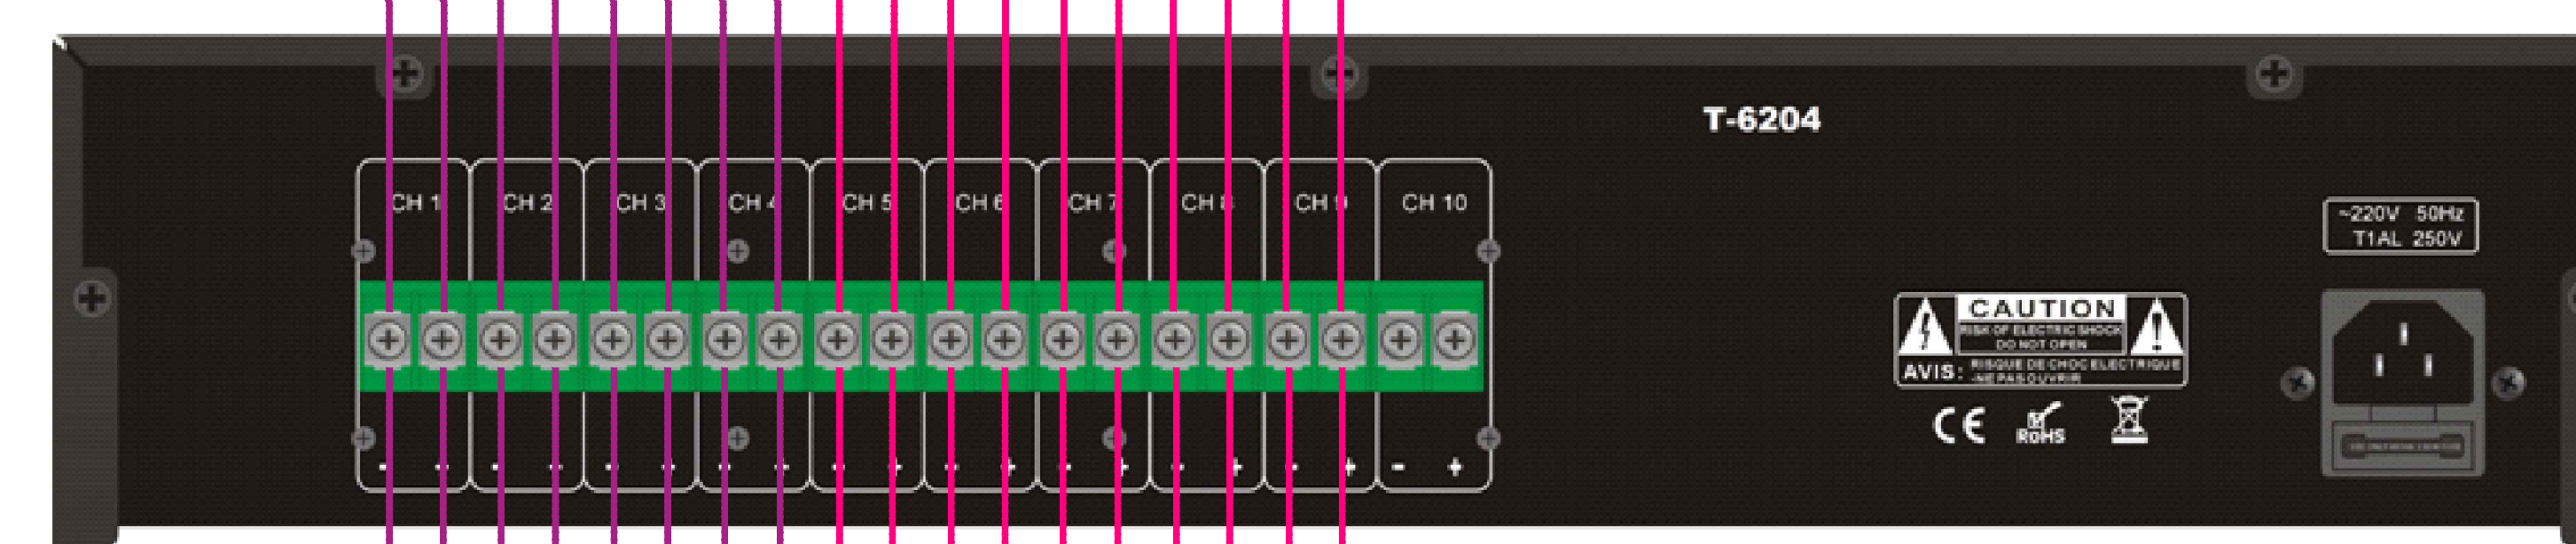 T-6204
CH 1
CH 2
CH 3
CH 4
CH 5
CH 6
CH 7
CH 8
CH 9
CH 10
~220V 50Hz
T1AL 250V
CAUTION
RISK OF ELECTRIC SHOCK
DO NOT OPEN
AVIS: RISQUE DE CHOC ELECTRIQUE
-NE PAS OUVRIR
CE
RoHS
- + - + - + - + - + - + - + - + - + - +